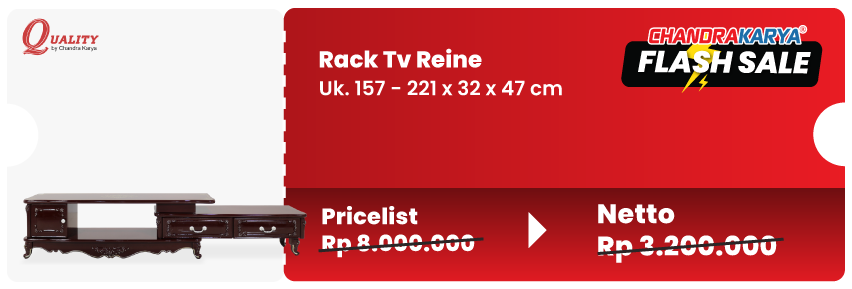 QUALITY
by Chandra Karya
Rack Tv Reine
Uk. 157 - 221 x 32 x 47 cm
CHANDRAKARYA®
FLASH SALE
Pricelist
Rp 8.000.000
Netto
Rp 3.200.000